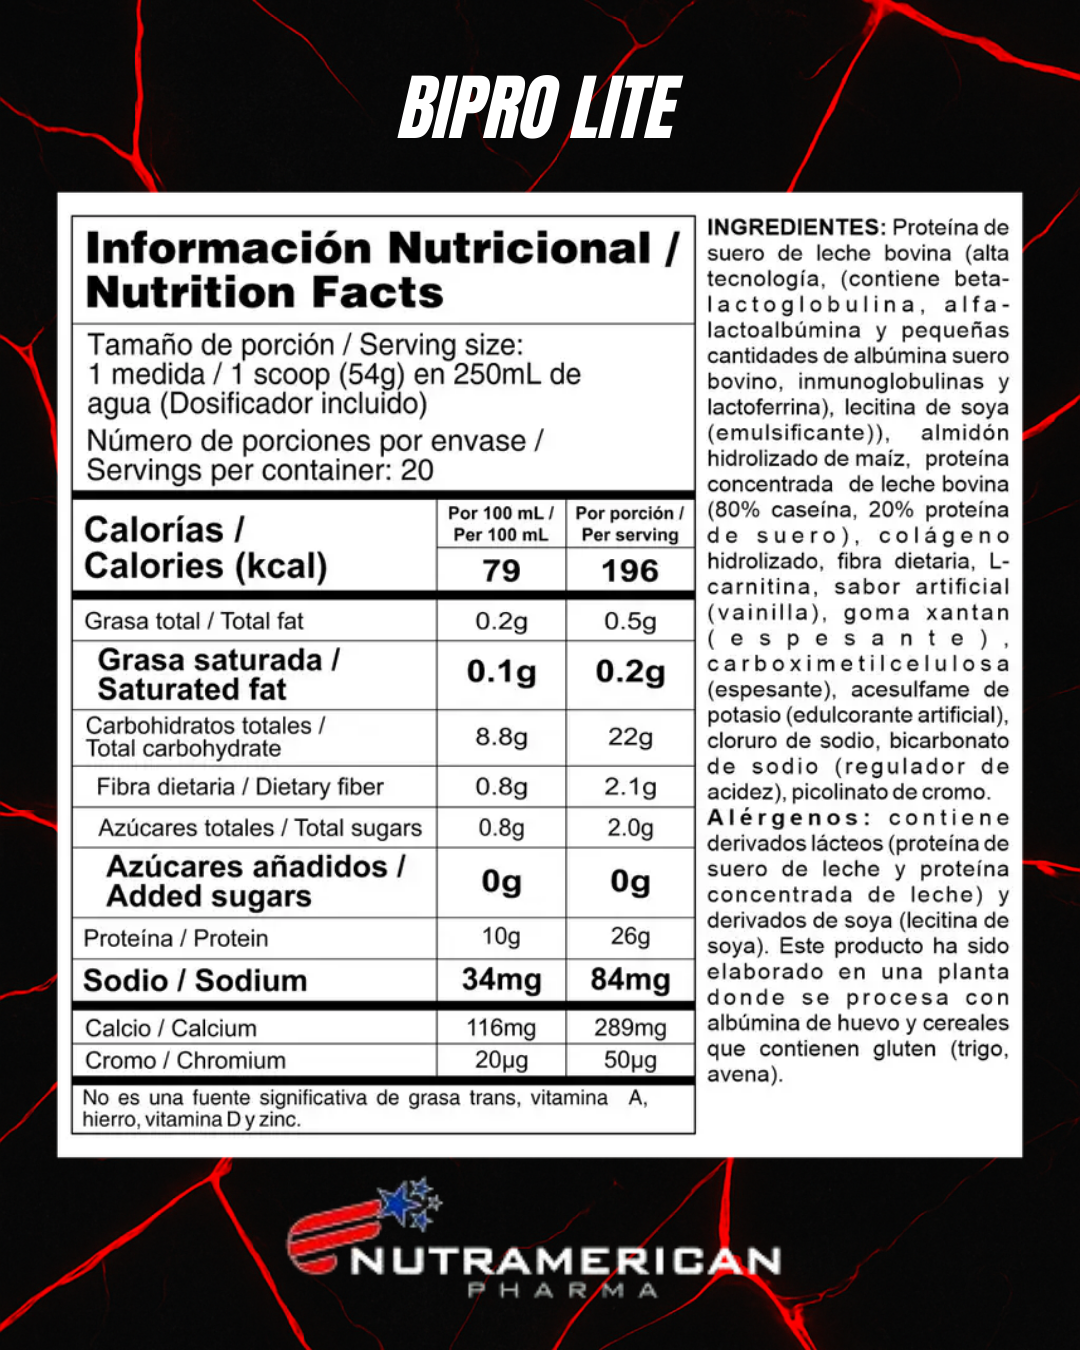 BIPRO LITE
Información Nutricional /
Nutrition Facts
Tamaño de porción / Serving size:
1 medida / 1 scoop (54g) en 250mL de
agua (Dosificador incluido)
Número de porciones por envase /
Servings per container: 20
Calorías /
Calories (kcal)
Por 100 mL /
Per 100 mL
Por porción /
Per serving
79 196
Grasa total / Total fat 0.2g 0.5g
Grasa saturada /
Saturated fat 0.1g 0.2g
Carbohidratos totales /
Total carbohydrate 8.8g 22g
Fibra dietaria / Dietary fiber 0.8g 2.1g
Azúcares totales / Total sugars 0.8g 2.0g
Azúcares añadidos /
Added sugars 0g 0g
Proteína / Protein 10g 26g
Sodio / Sodium 34mg 84mg
Calcio / Calcium 116mg 289mg
Cromo / Chromium 20µg 50µg
No es una fuente significativa de grasa trans, vitamina A,
hierro, vitamina D y zinc.
INGREDIENTES: Proteína de
suero de leche bovina (alta
tecnología, (contiene beta-
lactoglobulina, alfa-
lactoalbúmina y pequeñas
cantidades de albúmina suero
bovino, inmunoglobulinas y
lactoferrina), lecitina de soya
(emulsificante)), almidón
hidrolizado de maíz, proteína
concentrada de leche bovina
(80% caseína, 20% proteína
de suero), colágeno
hidrolizado, fibra dietaria, L-
carnitina, sabor artificial
(vainilla), goma xantan
(espesante),
carboximetilcelulosa
(espesante), acesulfame de
potasio (edulcorante artificial),
cloruro de sodio, bicarbonato
de sodio (regulador de
acidez), picolinato de cromo.
Alérgenos: contiene
derivados lácteos (proteína de
suero de leche y proteína
concentrada de leche) y
derivados de soya (lecitina de
soya). Este producto ha sido
elaborado en una planta
donde se procesa con
albúmina de huevo y cereales
que contienen gluten (trigo,
avena).
NUTRAMERICAN
PHARMA